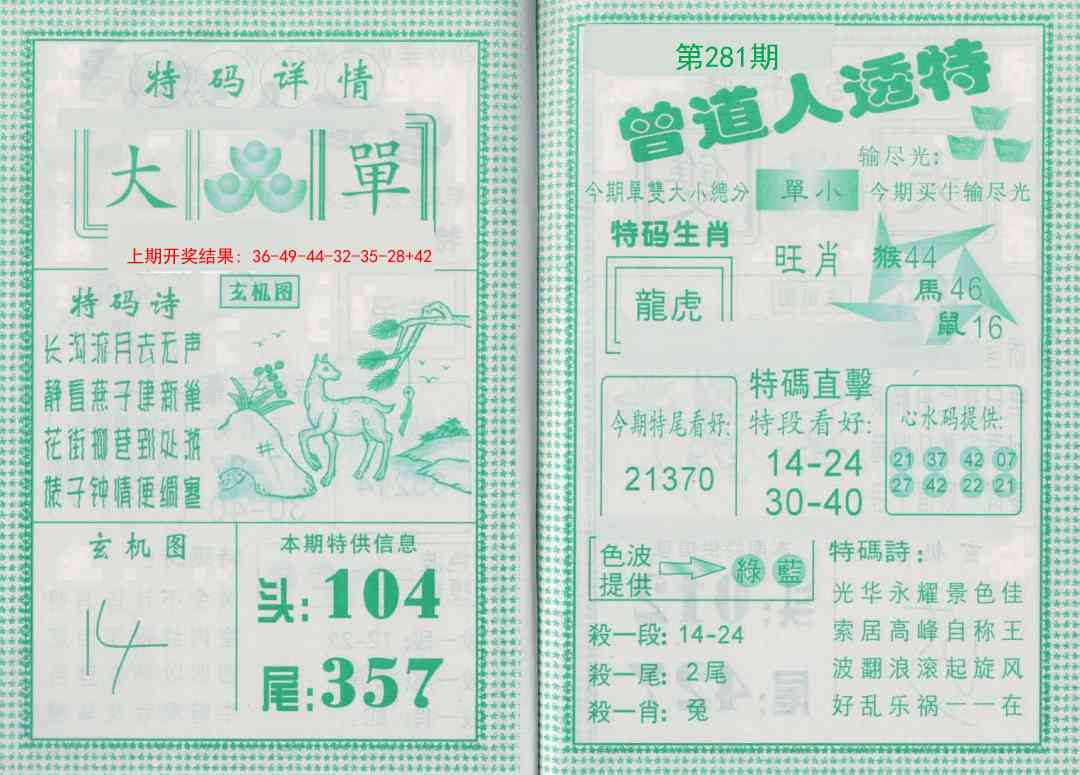 特码详情
大 單
上期开奖结果：36-49-44-32-35-28+42
特码诗
玄机图
长沟流月去无声
静看燕子建新巢
花街柳巷到处游
婊子钟情便绸塞
井
玄机图
14
本期特供信息
头:104
尾:357
第281期
曾道人透特
输尽光:
今期單雙大小總分 單小 今期买牛输尽光
特码生肖
龍虎
旺肖
猴44
馬46
鼠16
特碼直擊
今期特尾看好:
21370
特段看好:
14-24
30-40
心水码提供:
21 37 42 07
27 42 22 21
色波
提供
綠 藍
殺一段: 14-24
殺一尾: 2尾
殺一肖: 兔
特碼詩:
光华永耀景色佳
索居高峰自称王
波翻浪滚起旋风
好乱乐祸一一在